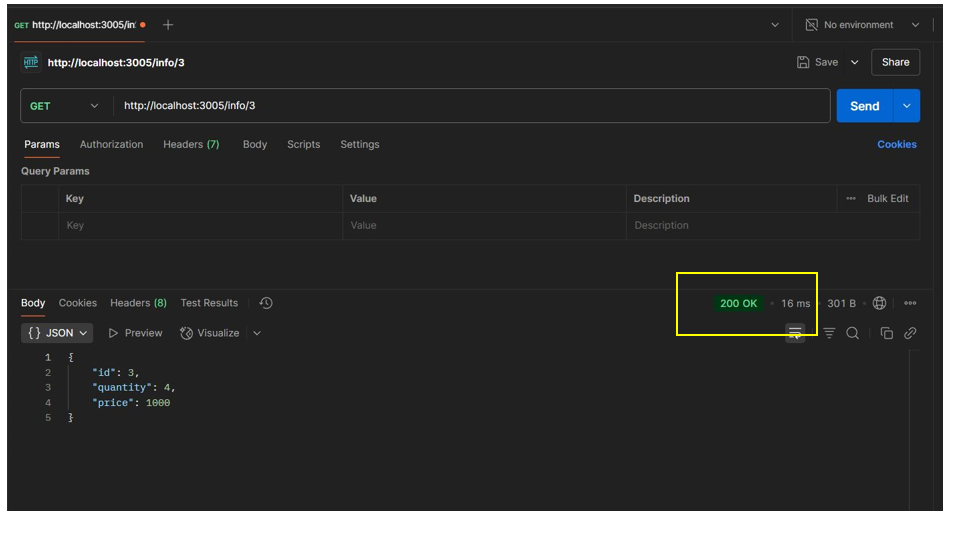 GET http://localhost:3005/in
No environment
HTTP http://localhost:3005/info/3
Save
Share
GET
http://localhost:3005/info/3
Send
Params Authorization Headers (7) Body Scripts Settings
Cookies
Query Params
Key Value Description ••• Bulk Edit
Key Value Description
Body Cookies Headers (8) Test Results
200 OK • 16 ms • 301 B •
{} JSON Preview Visualize
1 {
2 "id": 3,
3 "quantity": 4,
4 "price": 1000
5 }